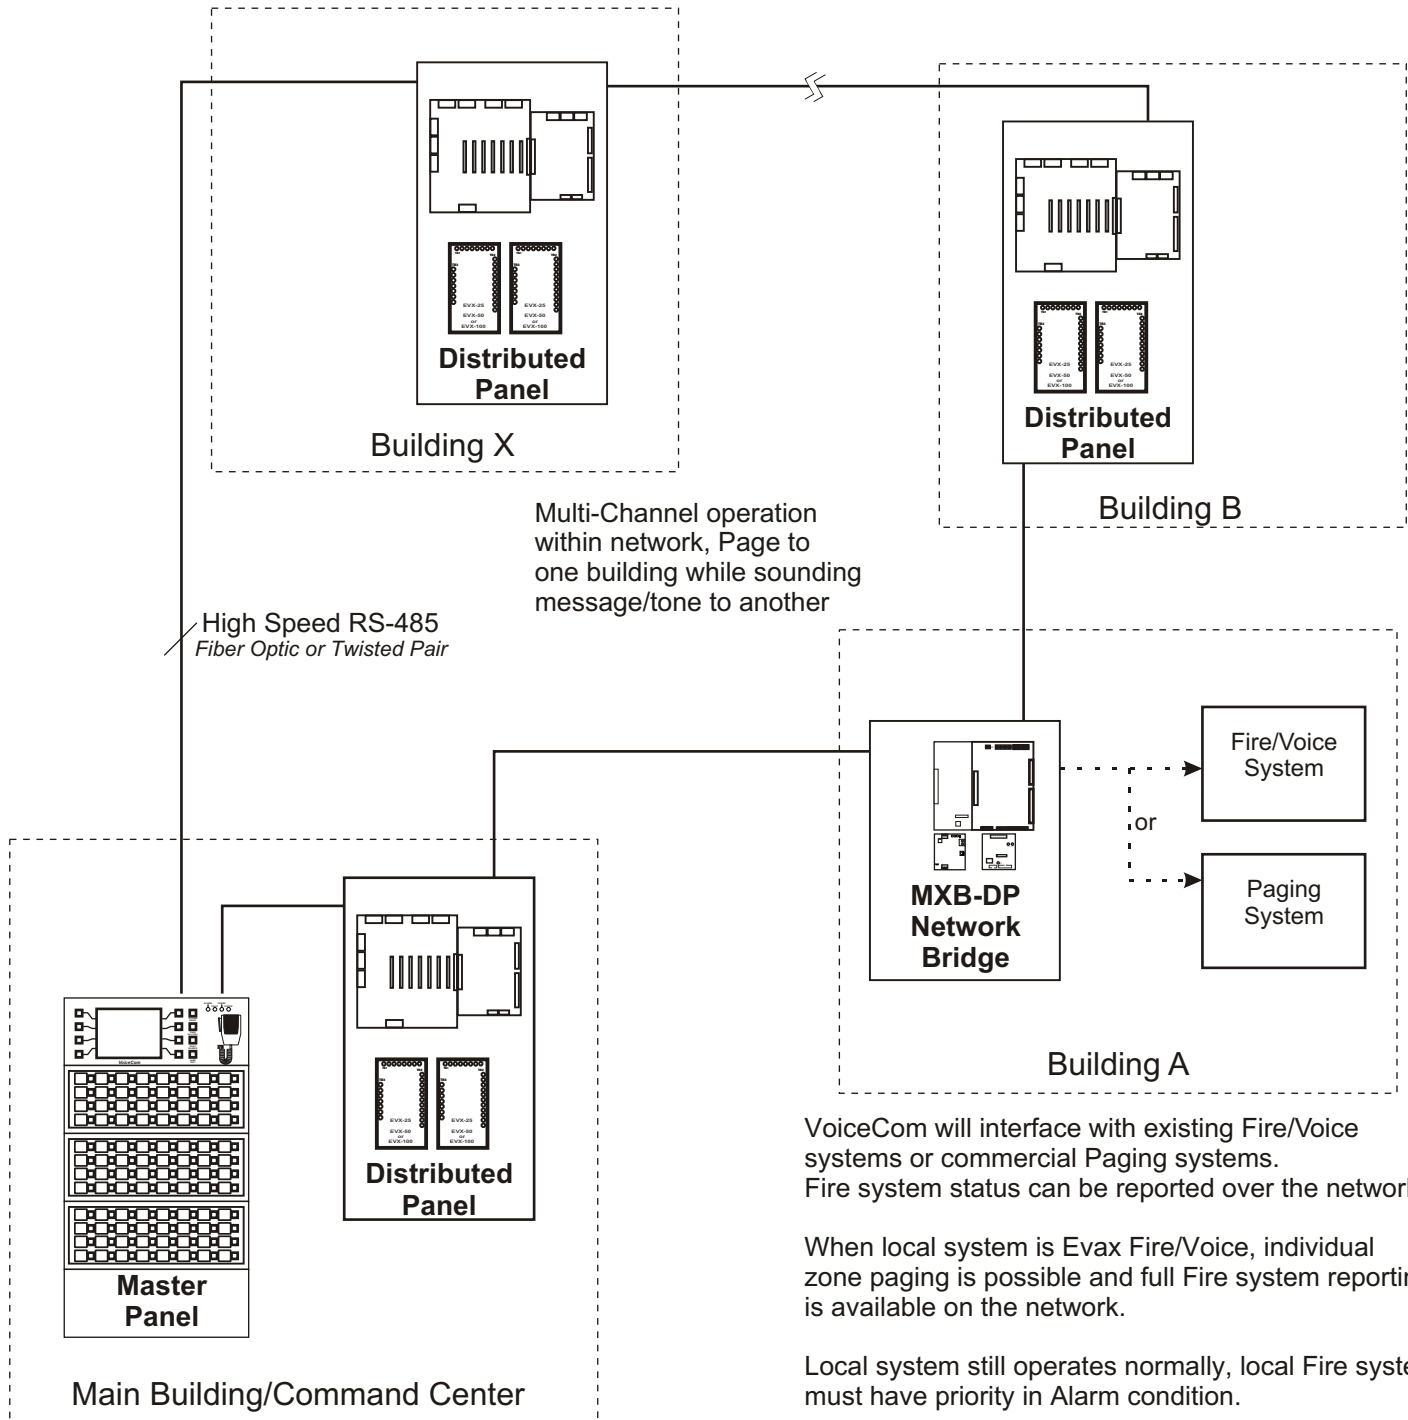 EVX-25 EVX-25
EVX-50 EVX-50
or or
EVX-100 EVX-100
Distributed
Panel
Building X
EVX-25 EVX-25
EVX-50 EVX-50
or or
EVX-100 EVX-100
Distributed
Panel
Building B
Multi-Channel operation
within network, Page to
one building while sounding
message/tone to another
High Speed RS-485
Fiber Optic or Twisted Pair
Fire/Voice
System
or
Paging
System
MXB-DP
Network
Bridge
Building A
VoiceCom
Master
Panel
EVX-25 EVX-25
EVX-50 EVX-50
or or
EVX-100 EVX-100
Distributed
Panel
Main Building/Command Center
VoiceCom will interface with existing Fire/Voice
systems or commercial Paging systems.
Fire system status can be reported over the network
When local system is Evax Fire/Voice, individual
zone paging is possible and full Fire system reportin
is available on the network.
Local system still operates normally, local Fire syste
must have priority in Alarm condition.